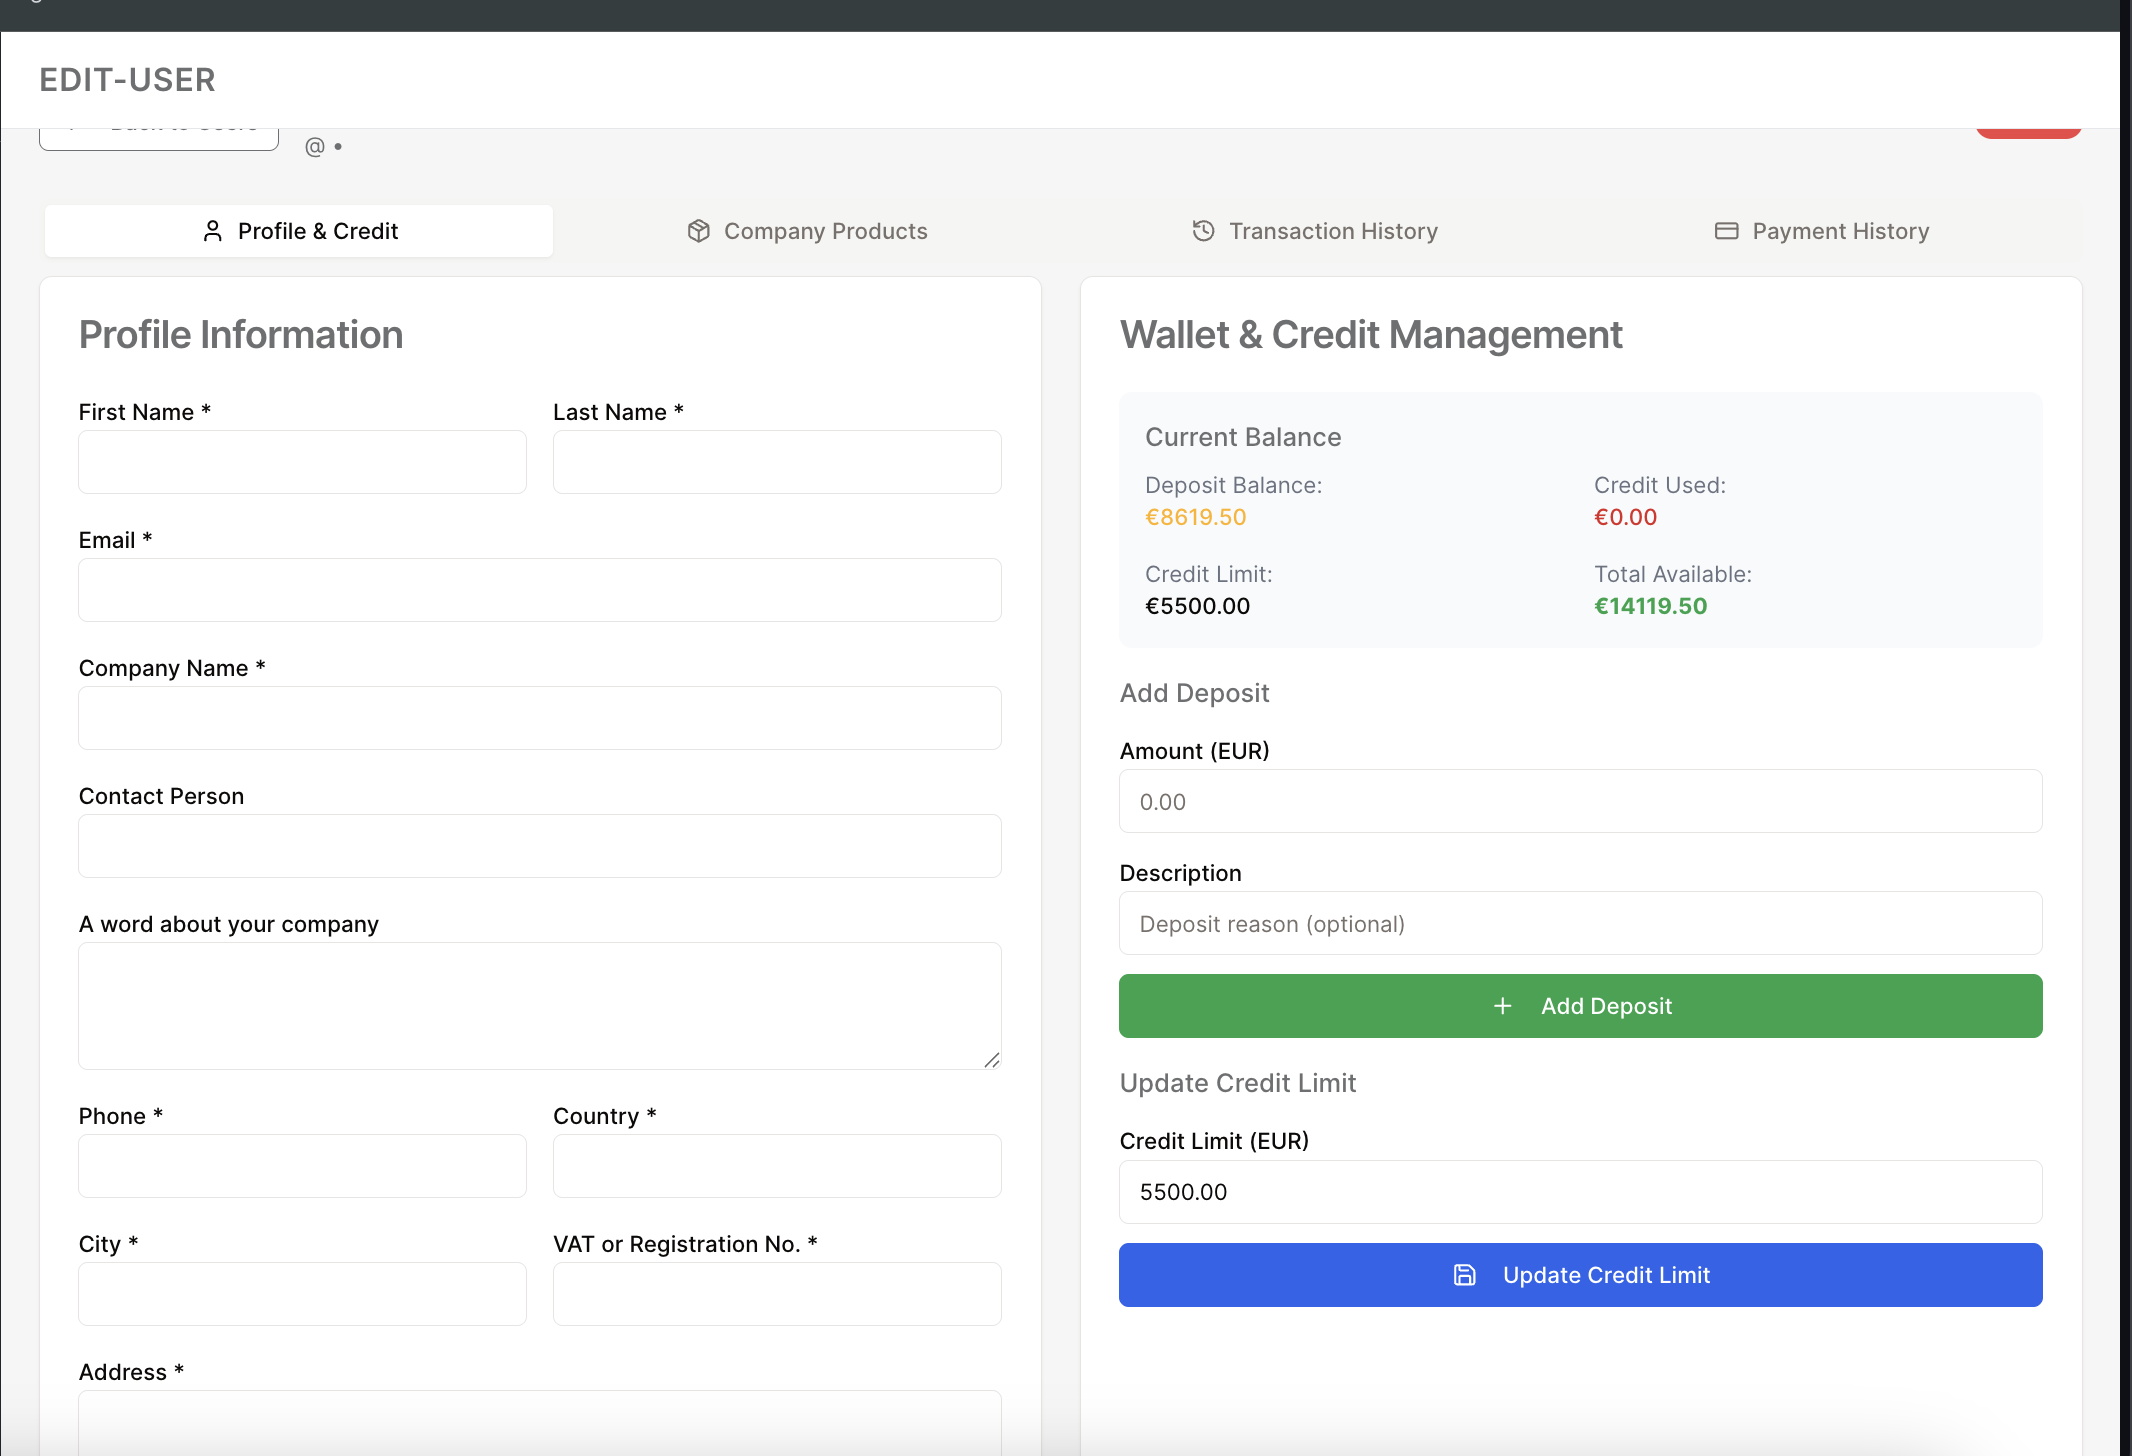 EDIT-USER
@ •
Profile & Credit
Company Products
Transaction History
Payment History
Profile Information
First Name *
Last Name *
Email *
Company Name *
Contact Person
A word about your company
Phone *
Country *
City *
VAT or Registration No. *
Address *
Wallet & Credit Management
Current Balance
Deposit Balance:
€8619.50
Credit Used:
€0.00
Credit Limit:
€5500.00
Total Available:
€14119.50
Add Deposit
Amount (EUR)
0.00
Description
Deposit reason (optional)
Add Deposit
Update Credit Limit
Credit Limit (EUR)
5500.00
Update Credit Limit